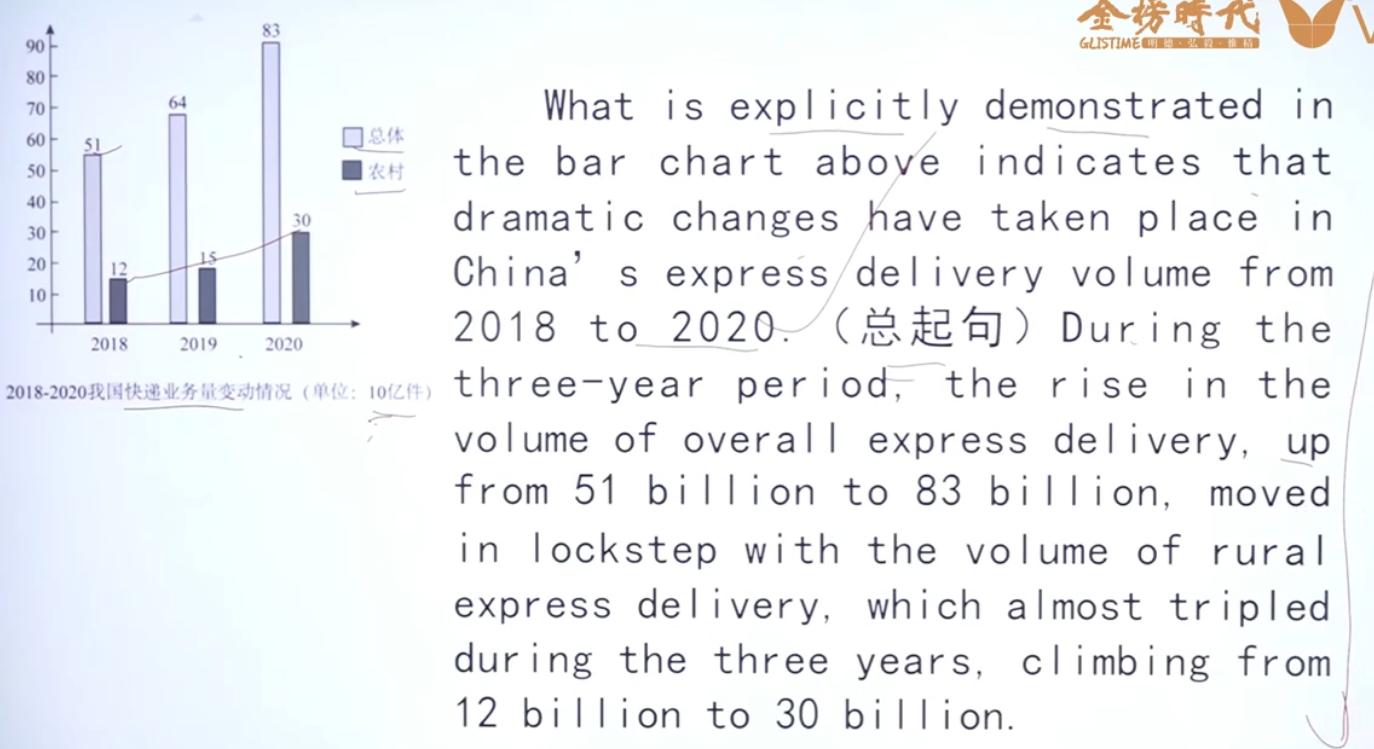 金榜時代
GLISTIME 明德·弘毅·雅精
90
80
70
60
50
40
30
20
10
51
12
64
15
83
30
总体
农村
2018 2019 2020
2018-2020我国快递业务量变动情况（单位：10亿件）
What is explicitly demonstrated in
the bar chart above indicates that
dramatic changes have taken place in
China's express delivery volume from
2018 to 2020.（总起句）During the
three-year period, the rise in the
volume of overall express delivery, up
from 51 billion to 83 billion, moved
in lockstep with the volume of rural
express delivery, which almost tripled
during the three years, climbing from
12 billion to 30 billion.